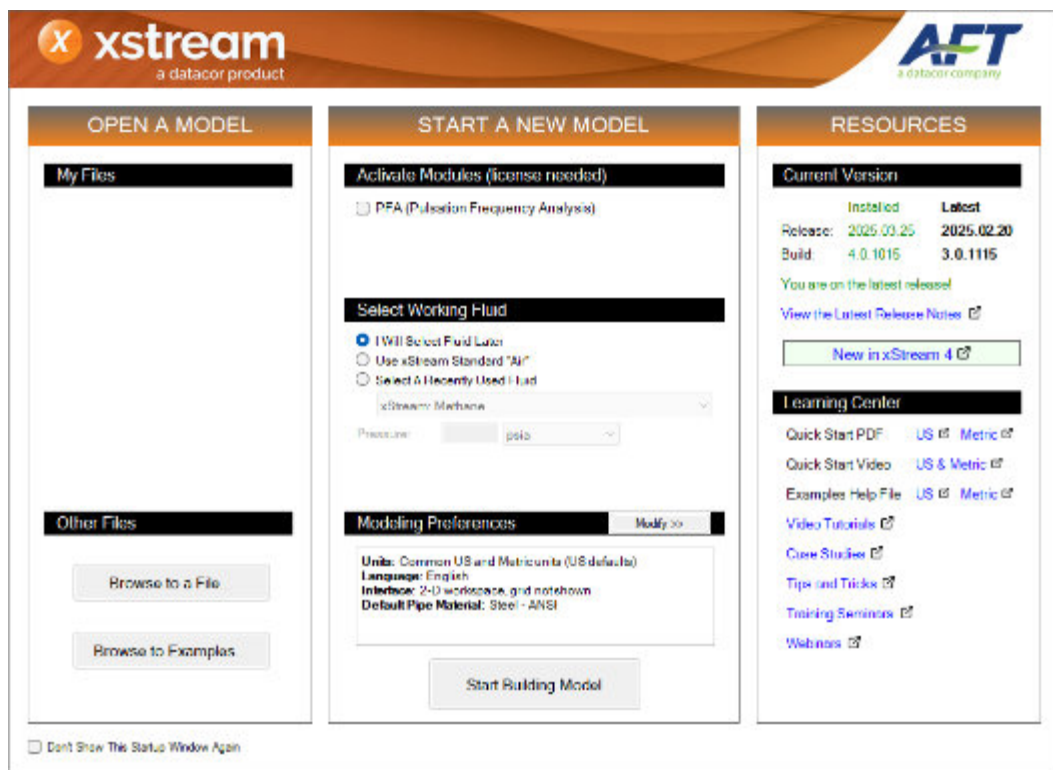 x xstream
a datacor product
AFT
a datacor company
OPEN A MODEL
My Files
Other Files
Browse to a File
Browse to Examples
START A NEW MODEL
Activate Modules (license needed)
PFA (Pulsation Frequency Analysis)
Select Working Fluid
I Will Select Fluid Later
Use xStream Standard "Air"
Select A Recently Used Fluid
xStream: Methane
Pressure: psia
Modeling Preferences Modify >>
Units: Common US and Metric units (US defaults)
Language: English
Interface: 2-D workspace, grid not shown
Default Pipe Material: Steel - ANSI
Start Building Model
RESOURCES
Current Version
Installed Latest
Release: 2025.03.25 2025.02.20
Build: 4.0.1015 3.0.1115
You are on the latest release!
View the Latest Release Notes
New in xStream 4
Learning Center
Quick Start PDF US Metric
Quick Start Video US & Metric
Examples Help File US Metric
Video Tutorials
Case Studies
Tips and Tricks
Training Seminars
Webinars
Don't Show This Startup Window Again